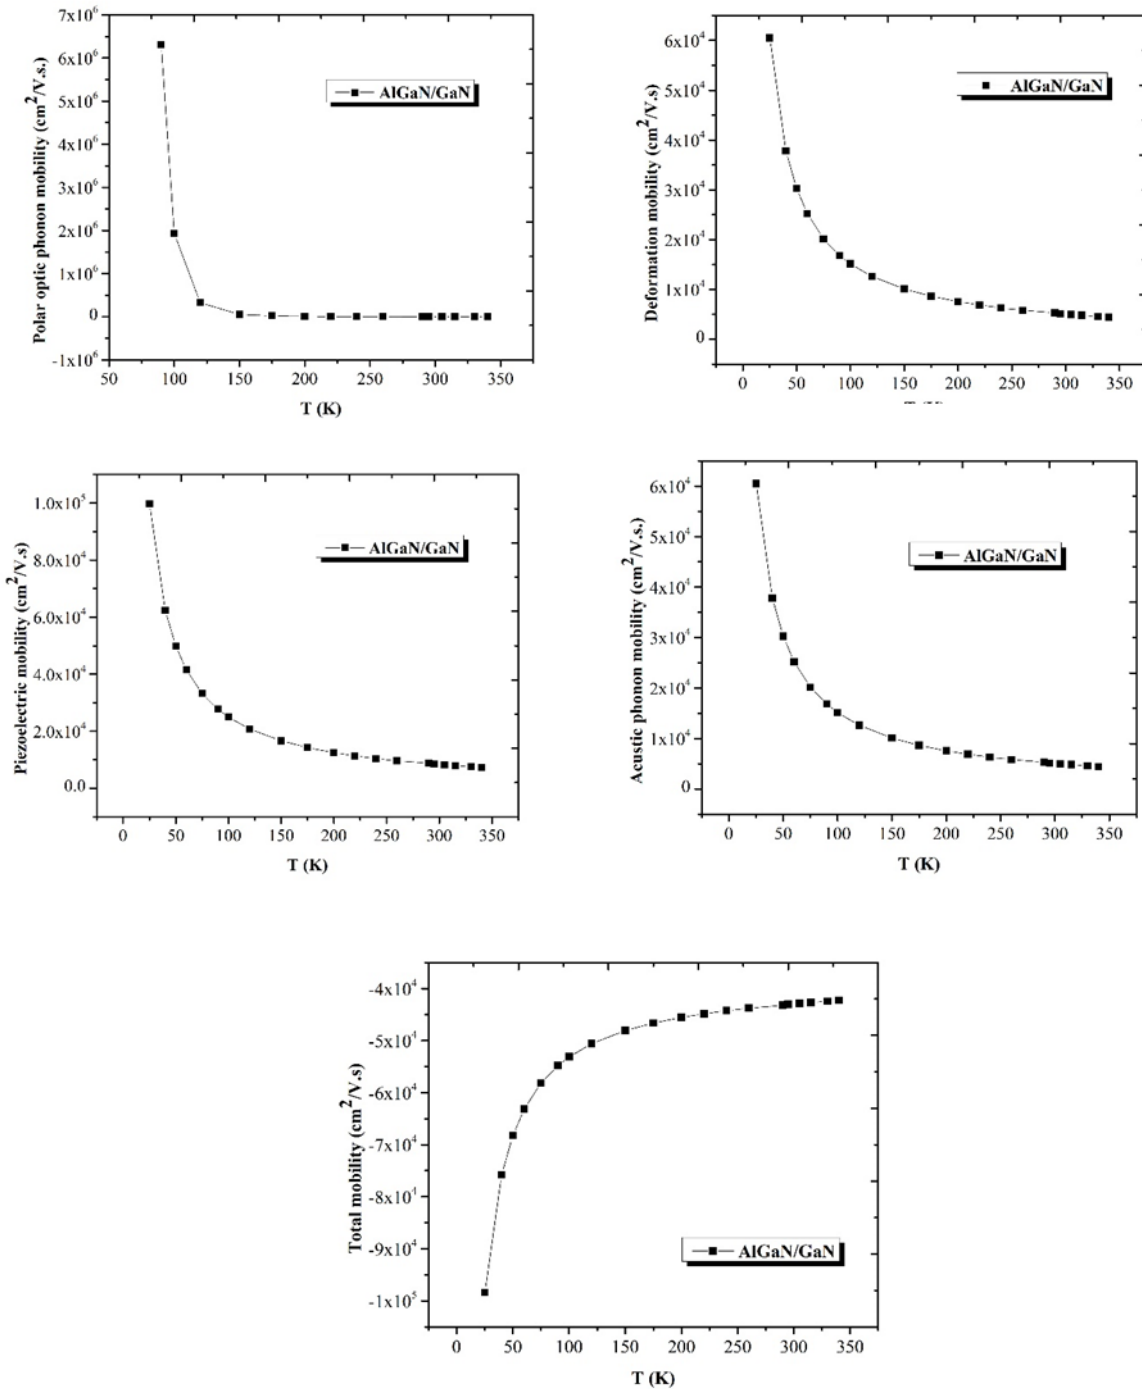 7x10⁶
6x10⁶
5x10⁶
4x10⁶
3x10⁶
2x10⁶
1x10⁶
0
-1x10⁶
Polar optic phonon mobility (cm²/V.s.)
AlGaN/GaN
50 100 150 200 250 300 350
T (K)
6x10⁴
5x10⁴
4x10⁴
3x10⁴
2x10⁴
1x10⁴
0
Deformation mobility (cm²/V.s)
AlGaN/GaN
0 50 100 150 200 250 300 350
1.0x10⁵
8.0x10⁴
6.0x10⁴
4.0x10⁴
2.0x10⁴
0.0
Piezoelectric mobility (cm²/V.s)
AlGaN/GaN
0 50 100 150 200 250 300 350
T (K)
6x10⁴
5x10⁴
4x10⁴
3x10⁴
2x10⁴
1x10⁴
0
Acustic phonon mobility (cm²/V.s.)
AlGaN/GaN
0 50 100 150 200 250 300 350
T (K)
-4x10⁴
-5x10⁴
-6x10⁴
-7x10⁴
-8x10⁴
-9x10⁴
-1x10⁵
Total mobility (cm²/V.s)
AlGaN/GaN
0 50 100 150 200 250 300 350
T (K)